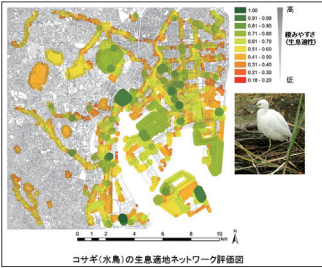 1.00
0.91 - 0.99
0.81 - 0.90
0.71 - 0.80
0.61 - 0.70
0.51 - 0.60
0.41 - 0.50
0.31 - 0.40
0.21 - 0.30
0.18 - 0.20
高
棲みやすさ
(生息適性)
低
0 1 2 4 6 8 10
km
N
コサギ(水鳥)の生息適地ネットワーク評価図